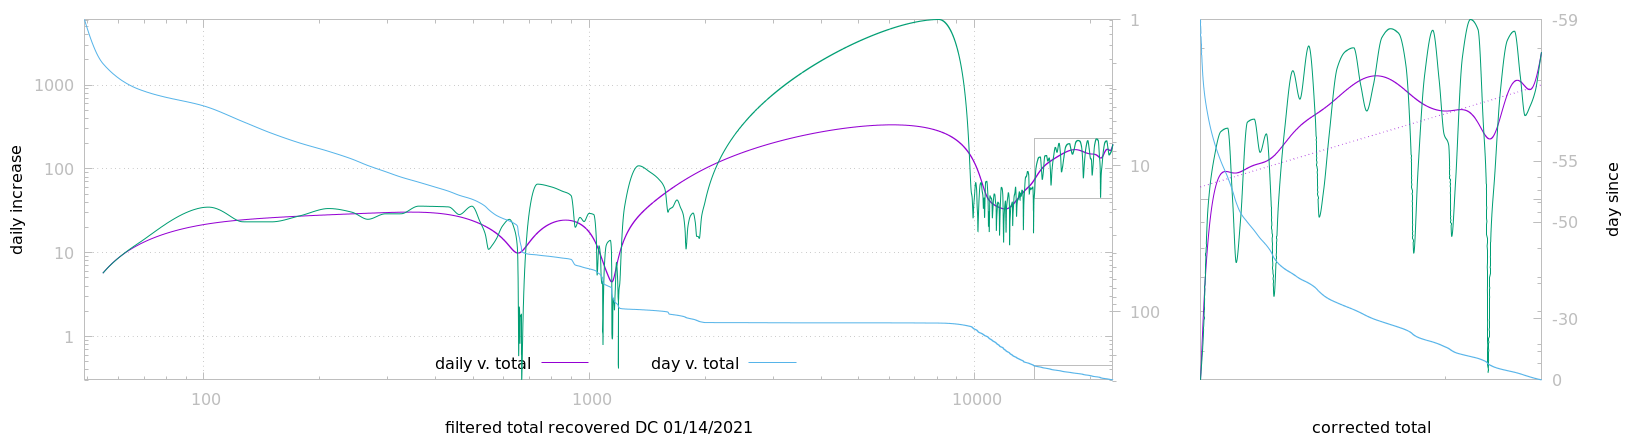 daily increase
1000
100
10
1
100
1000
10000
1
10
100
daily v. total
day v. total
filtered total recovered DC 01/14/2021
-59
-55
-50
-30
0
day since
corrected total